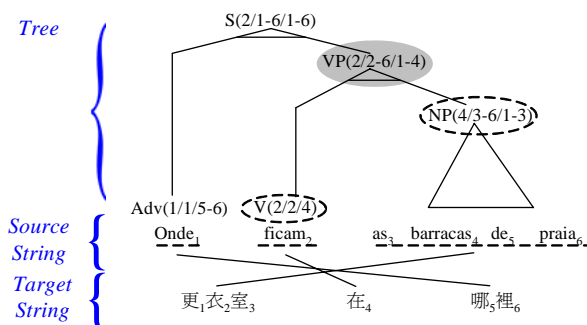 Tree
S(2/1-6/1-6)
VP(2/2-6/1-4)
NP(4/3-6/1-3)
Adv(1/1/5-6) V(2/2/4)
Source String
Onde₁ ficam₂ as₃ barracas₄ de₅ praia₆
Target String
更₁衣₂室₃ 在₄ 哪₅裡₆